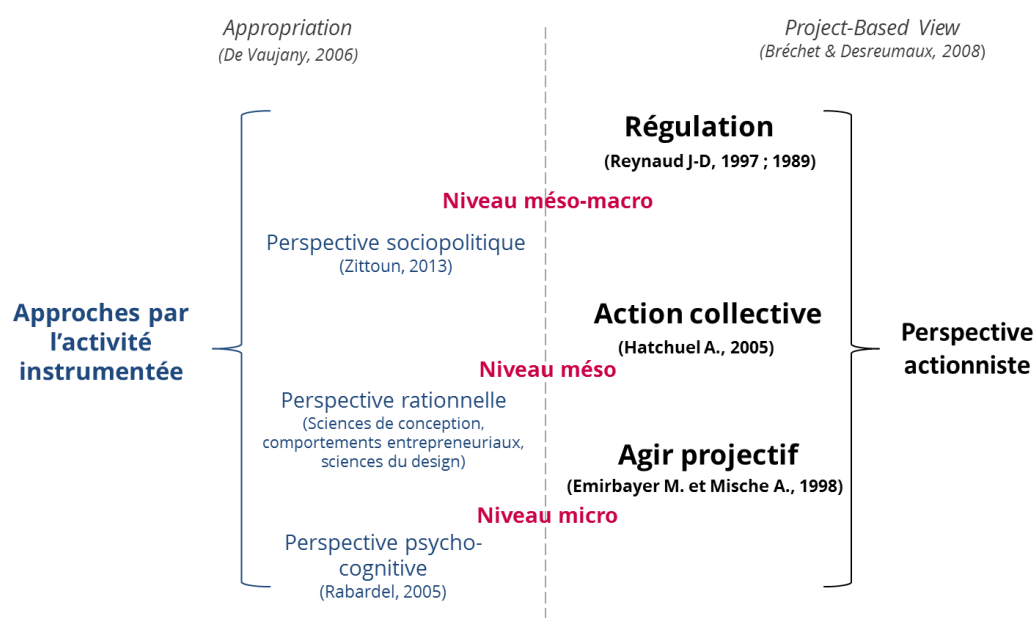 Appropriation
(De Vaujany, 2006)
Project-Based View
(Bréchet & Desreumaux, 2008)
Régulation
(Reynaud J-D, 1997 ; 1989)
Niveau méso-macro
Perspective sociopolitique
(Zittoun, 2013)
Approches par
l’activité
instrumentée
Action collective
(Hatchuel A., 2005)
Perspective
actionniste
Niveau méso
Perspective rationnelle
(Sciences de conception,
comportements entrepreneuriaux,
sciences du design)
Agir projectif
(Emirbayer M. et Mische A., 1998)
Niveau micro
Perspective psycho-
cognitive
(Rabardel, 2005)